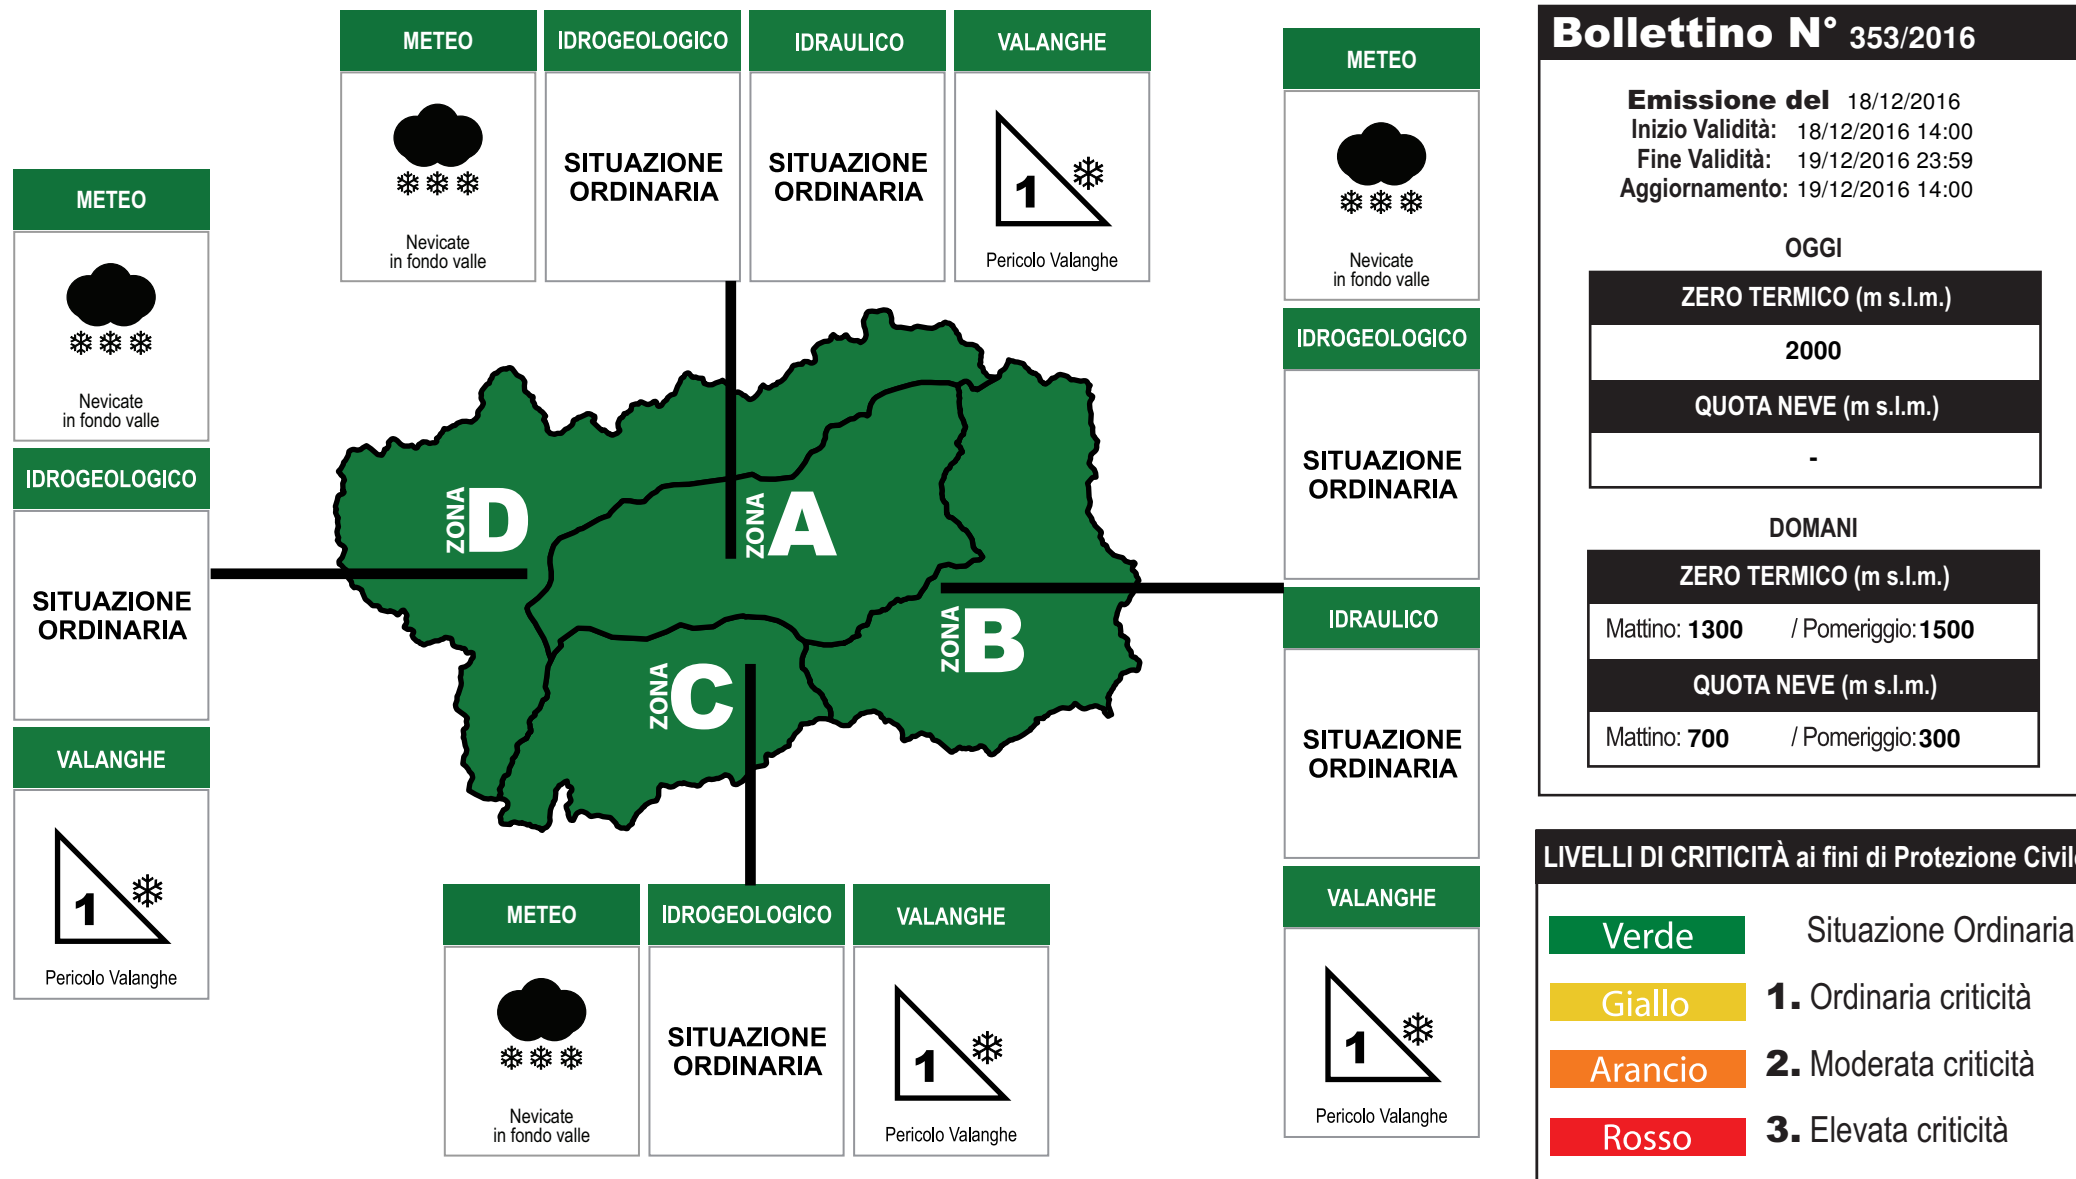 METEO
Nevicate
in fondo valle
IDROGEOLOGICO
SITUAZIONE
ORDINARIA
IDRAULICO
SITUAZIONE
ORDINARIA
VALANGHE
1
Pericolo Valanghe
METEO
Nevicate
in fondo valle
IDROGEOLOGICO
SITUAZIONE
ORDINARIA
VALANGHE
1
Pericolo Valanghe
ZONA D
ZONA A
ZONA B
ZONA C
METEO
Nevicate
in fondo valle
IDROGEOLOGICO
SITUAZIONE
ORDINARIA
VALANGHE
1
Pericolo Valanghe
METEO
Nevicate
in fondo valle
IDROGEOLOGICO
SITUAZIONE
ORDINARIA
IDRAULICO
SITUAZIONE
ORDINARIA
VALANGHE
1
Pericolo Valanghe
Bollettino N° 353/2016
Emissione del 18/12/2016
Inizio Validità: 18/12/2016 14:00
Fine Validità: 19/12/2016 23:59
Aggiornamento: 19/12/2016 14:00
OGGI
ZERO TERMICO (m s.l.m.)
2000
QUOTA NEVE (m s.l.m.)
-
DOMANI
ZERO TERMICO (m s.l.m.)
Mattino: 1300 / Pomeriggio: 1500
QUOTA NEVE (m s.l.m.)
Mattino: 700 / Pomeriggio: 300
LIVELLI DI CRITICITÀ ai fini di Protezione Civile
Verde Situazione Ordinaria
Giallo 1. Ordinaria criticità
Arancio 2. Moderata criticità
Rosso 3. Elevata criticità